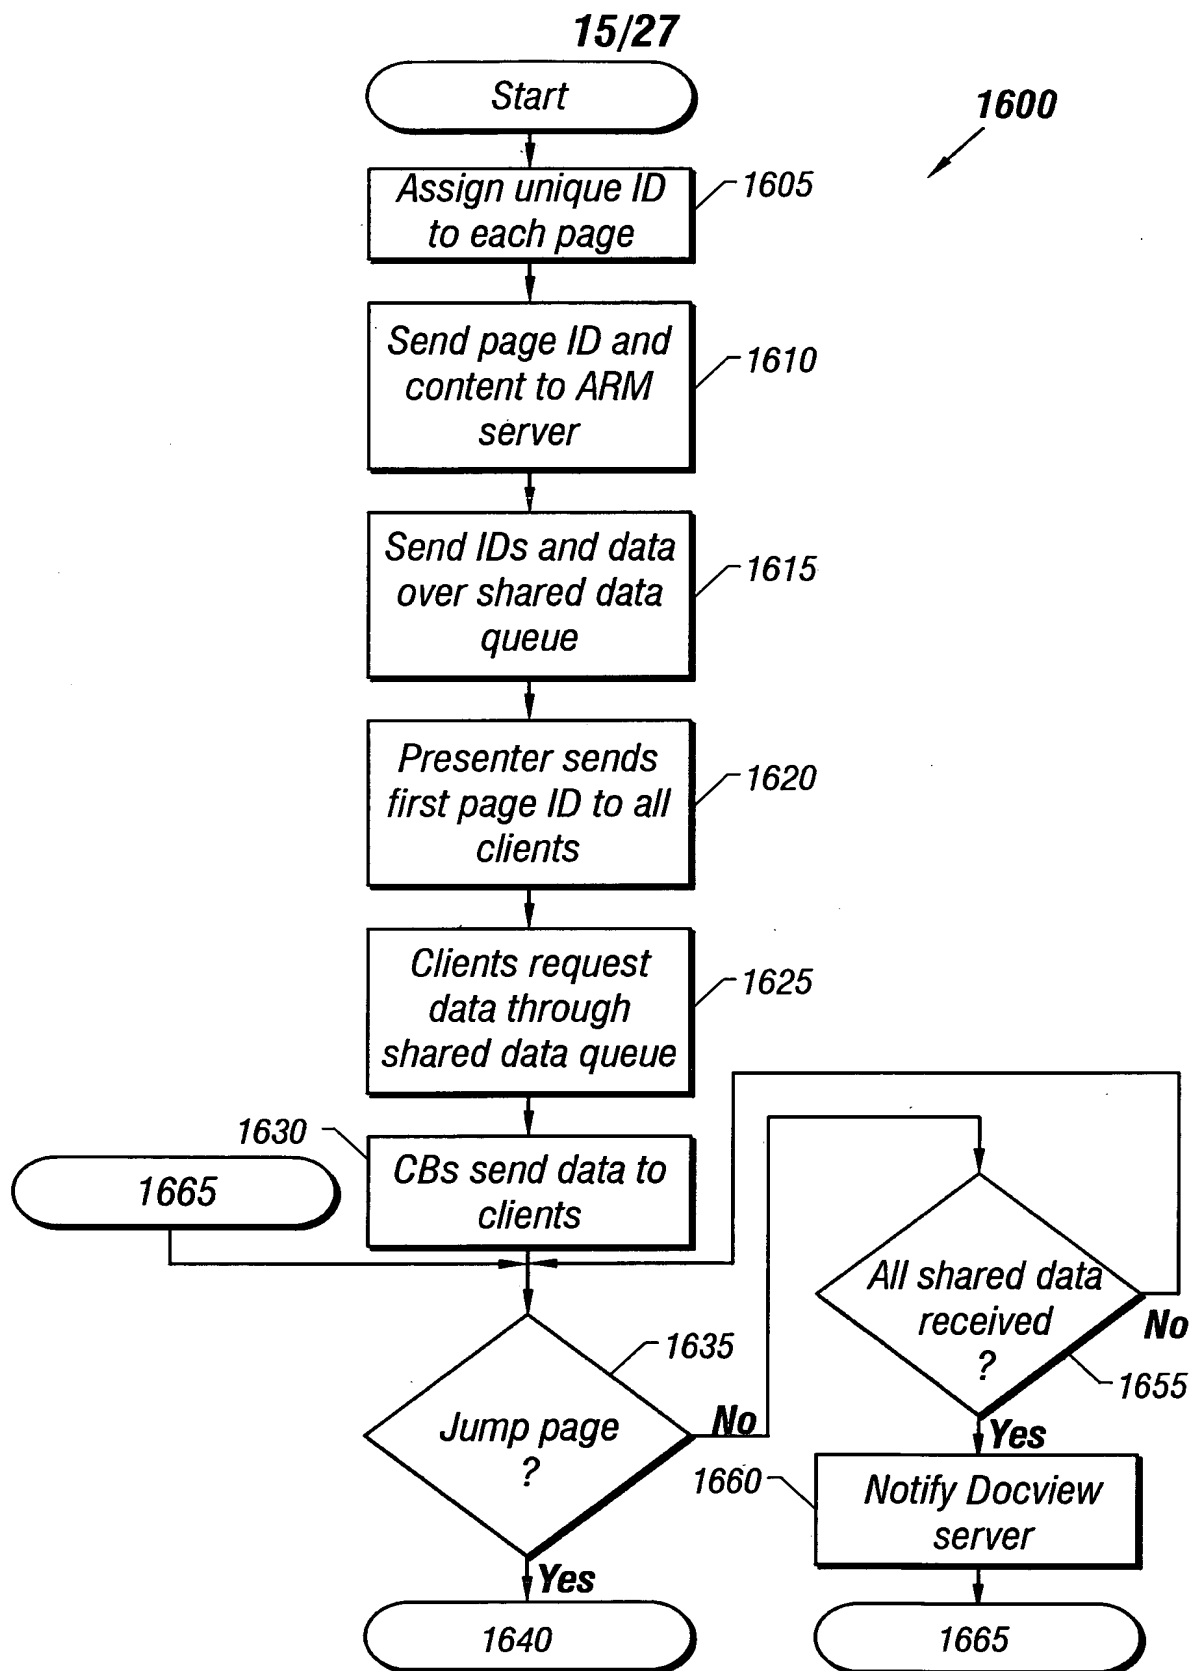 15/27
Start
1600
Assign unique ID
to each page
1605
Send page ID and
content to ARM
server
1610
Send IDs and data
over shared data
queue
1615
Presenter sends
first page ID to all
clients
1620
Clients request
data through
shared data queue
1625
1630
CBs send data to
clients
1665
Jump page
?
1635
No
Yes
1640
All shared data
received
?
No
1655
Yes
1660
Notify Docview
server
1665